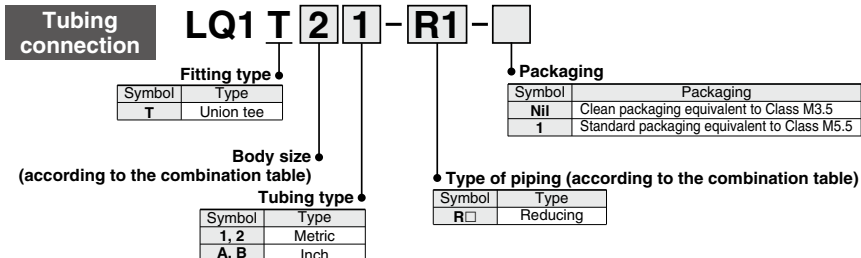 Tubing connection
LQ1 T 2 1 - R1 - □
Fitting type
Symbol Type
T Union tee
Packaging
Symbol Packaging
Nil Clean packaging equivalent to Class M3.5
1 Standard packaging equivalent to Class M5.5
Body size
(according to the combination table)
Tubing type
Symbol Type
1, 2 Metric
A, B Inch
Type of piping (according to the combination table)
Symbol Type
R□ Reducing